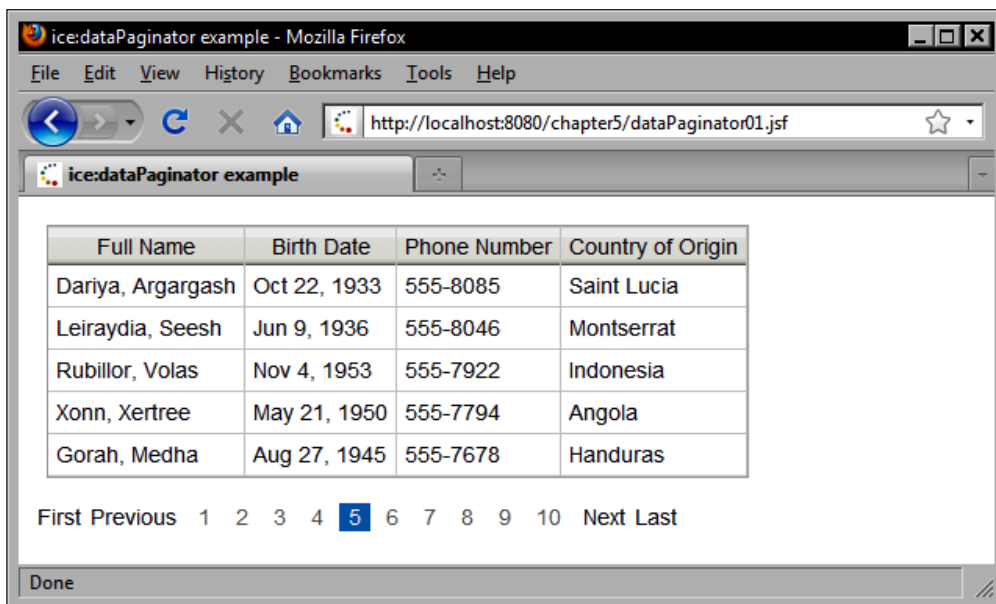 ice:dataPaginator example - Mozilla Firefox
File Edit View History Bookmarks Tools Help
http://localhost:8080/chapter5/dataPaginator01.jsf
ice:dataPaginator example
Full Name Birth Date Phone Number Country of Origin
Dariya, Argargash Oct 22, 1933 555-8085 Saint Lucia
Leiraydia, Seesh Jun 9, 1936 555-8046 Montserrat
Rubillor, Volas Nov 4, 1953 555-7922 Indonesia
Xonn, Xertree May 21, 1950 555-7794 Angola
Gorah, Medha Aug 27, 1945 555-7678 Handuras
First Previous 1 2 3 4 5 6 7 8 9 10 Next Last
Done